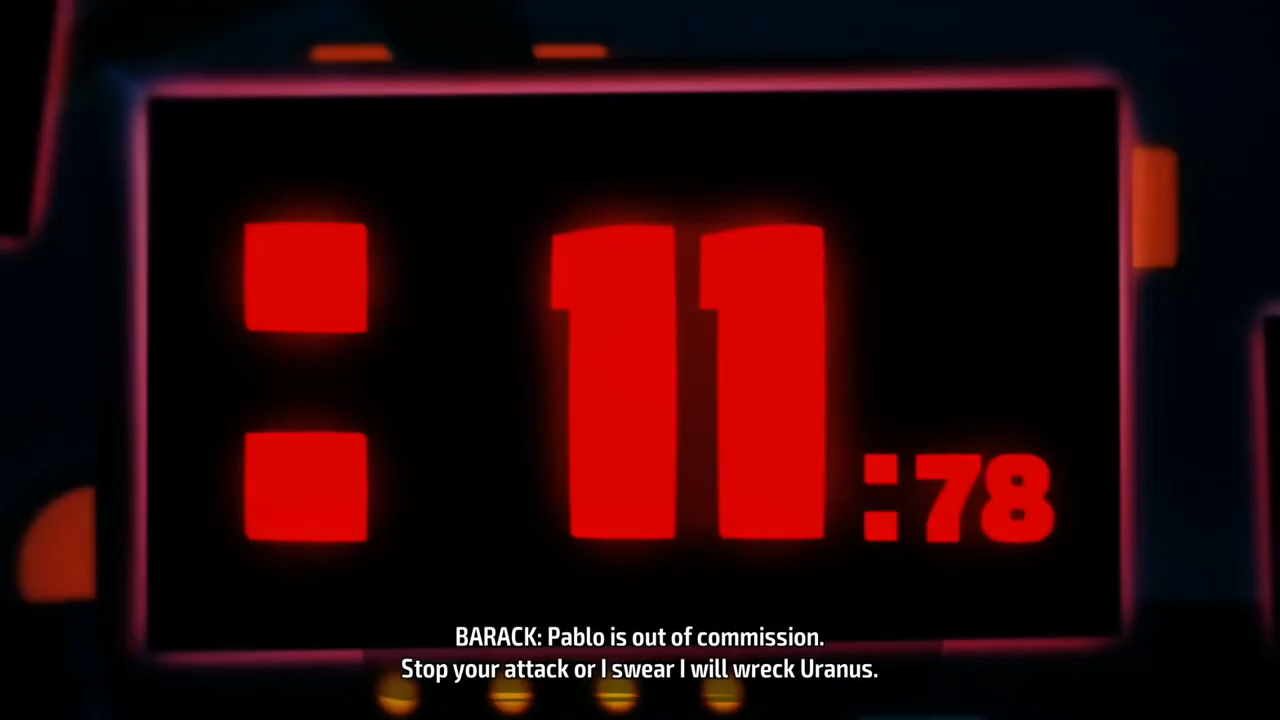 :11:78
BARACK: Pablo is out of commission.
Stop your attack or I swear I will wreck Uranus.